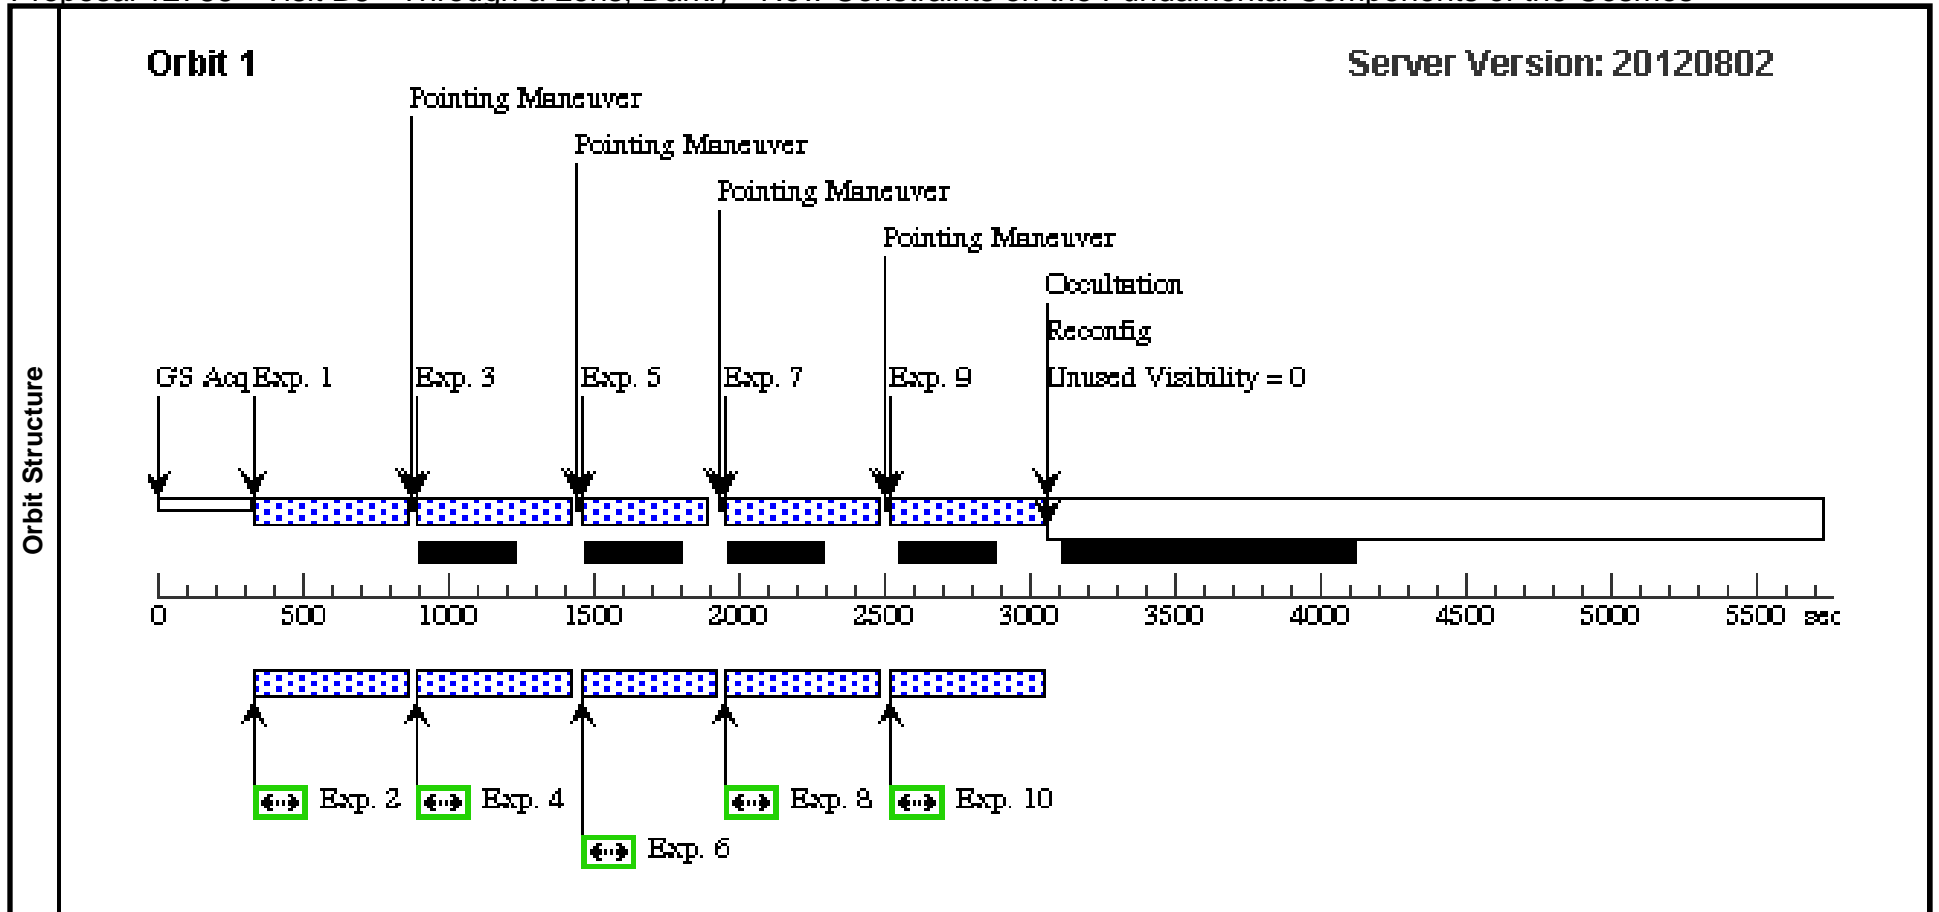 Orbit 1
Server Version: 20120802
Pointing Maneuver
Pointing Maneuver
Pointing Maneuver
Pointing Maneuver
Occultation
Reconfig
GS Acq Exp. 1 Exp. 3 Exp. 5 Exp. 7 Exp. 9 Unused Visibility = 0
Orbit Structure
0 500 1000 1500 2000 2500 3000 3500 4000 4500 5000 5500 sec
Exp. 2 Exp. 4 Exp. 8 Exp. 10
Exp. 6